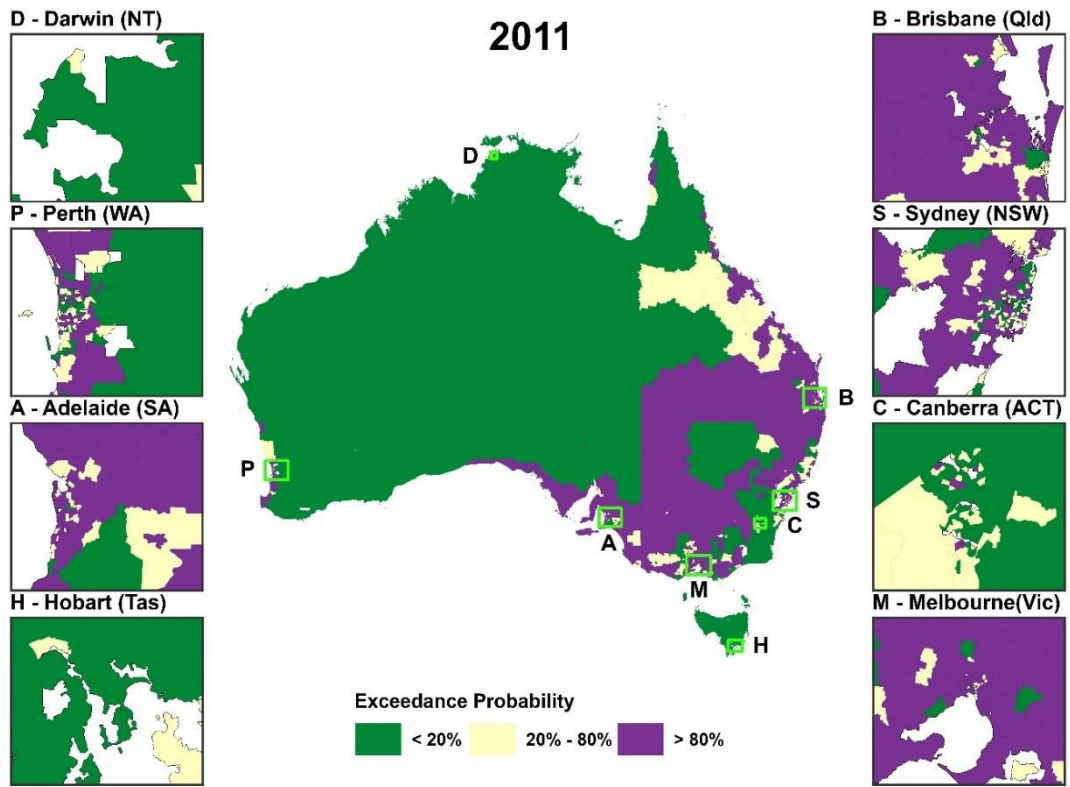 D - Darwin (NT)
2011
B - Brisbane (Qld)
D
P - Perth (WA)
S - Sydney (NSW)
A - Adelaide (SA)
B
C - Canberra (ACT)
P
S
C
A
M
H - Hobart (Tas)
M - Melbourne(Vic)
H
Exceedance Probability
< 20%
20% - 80%
> 80%